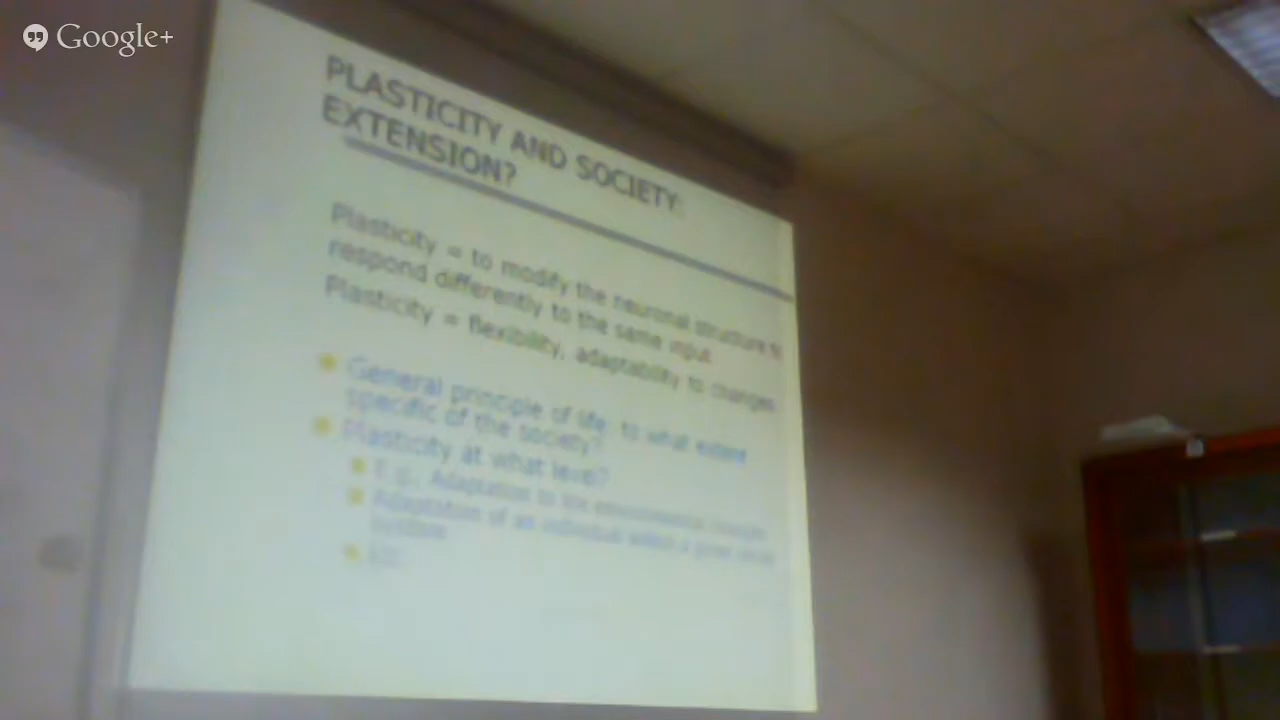 Google+
PLASTICITY AND SOCIETY:
EXTENSION?
Plasticity = to modify the neuronal structure to
respond differently to the same input
Plasticity = flexibility, adaptability to changes
General principle of life: to what extent
specific of the society?
Plasticity at what level?
E.g., Adaptation to the
Adaptation of an individual within a given social
system
Etc.